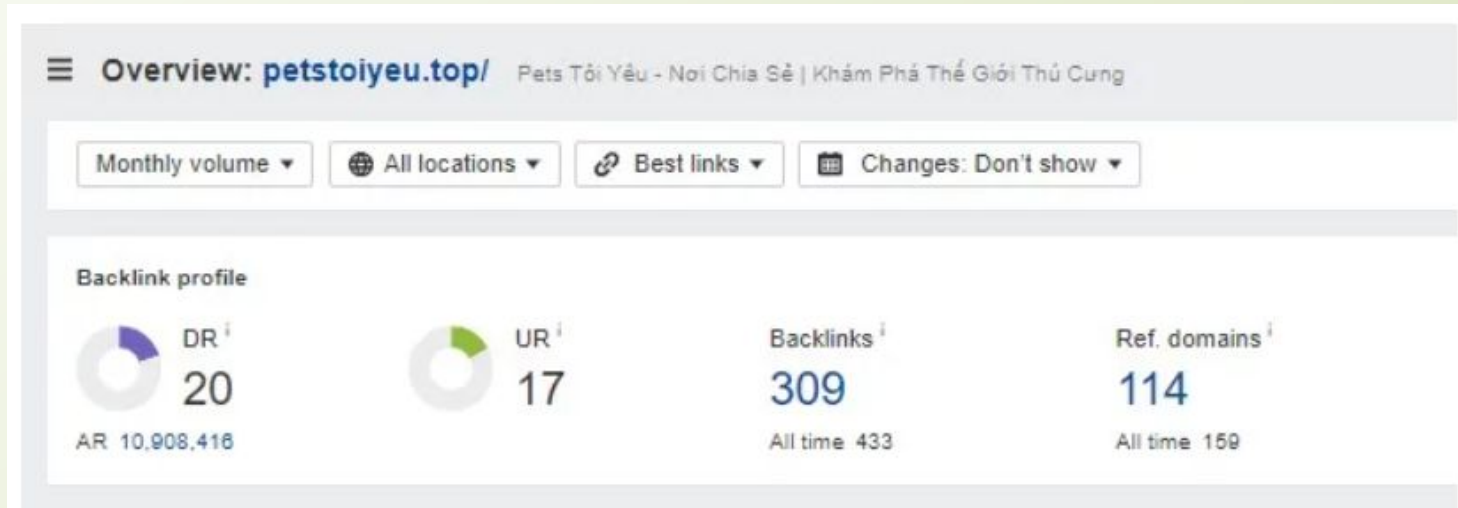 Overview: petstoiyeu.top/ Pets Tôi Yêu - Nơi Chia Sẻ | Khám Phá Thế Giới Thú Cưng
Monthly volume All locations Best links Changes: Don't show
Backlink profile
DR UR Backlinks Ref. domains
20 17 309 114
AR 10,908,416 All time 433 All time 159